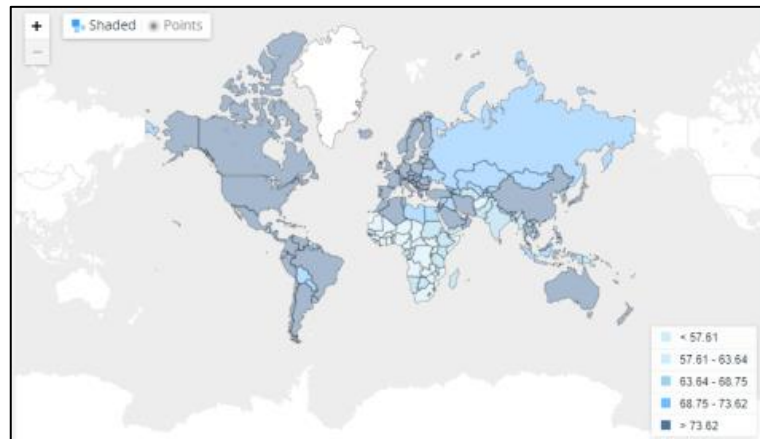 +
Shaded Points
−
< 57.61
57.61 - 63.64
63.64 - 68.75
68.75 - 73.62
> 73.62